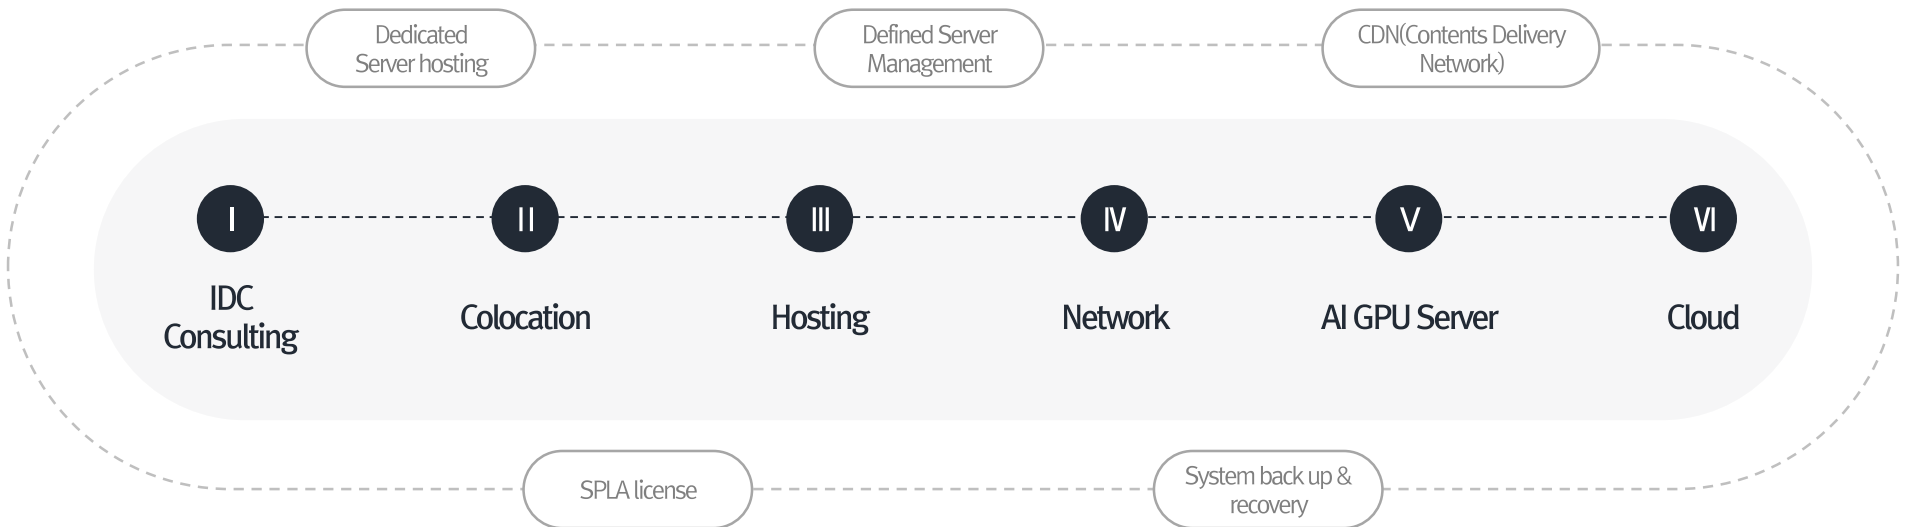 Dedicated
Server hosting
Defined Server
Management
CDN(Contents Delivery
Network)
I
II
III
IV
V
VI
IDC
Consulting
Colocation
Hosting
Network
AI GPU Server
Cloud
SPLA license
System back up &
recovery